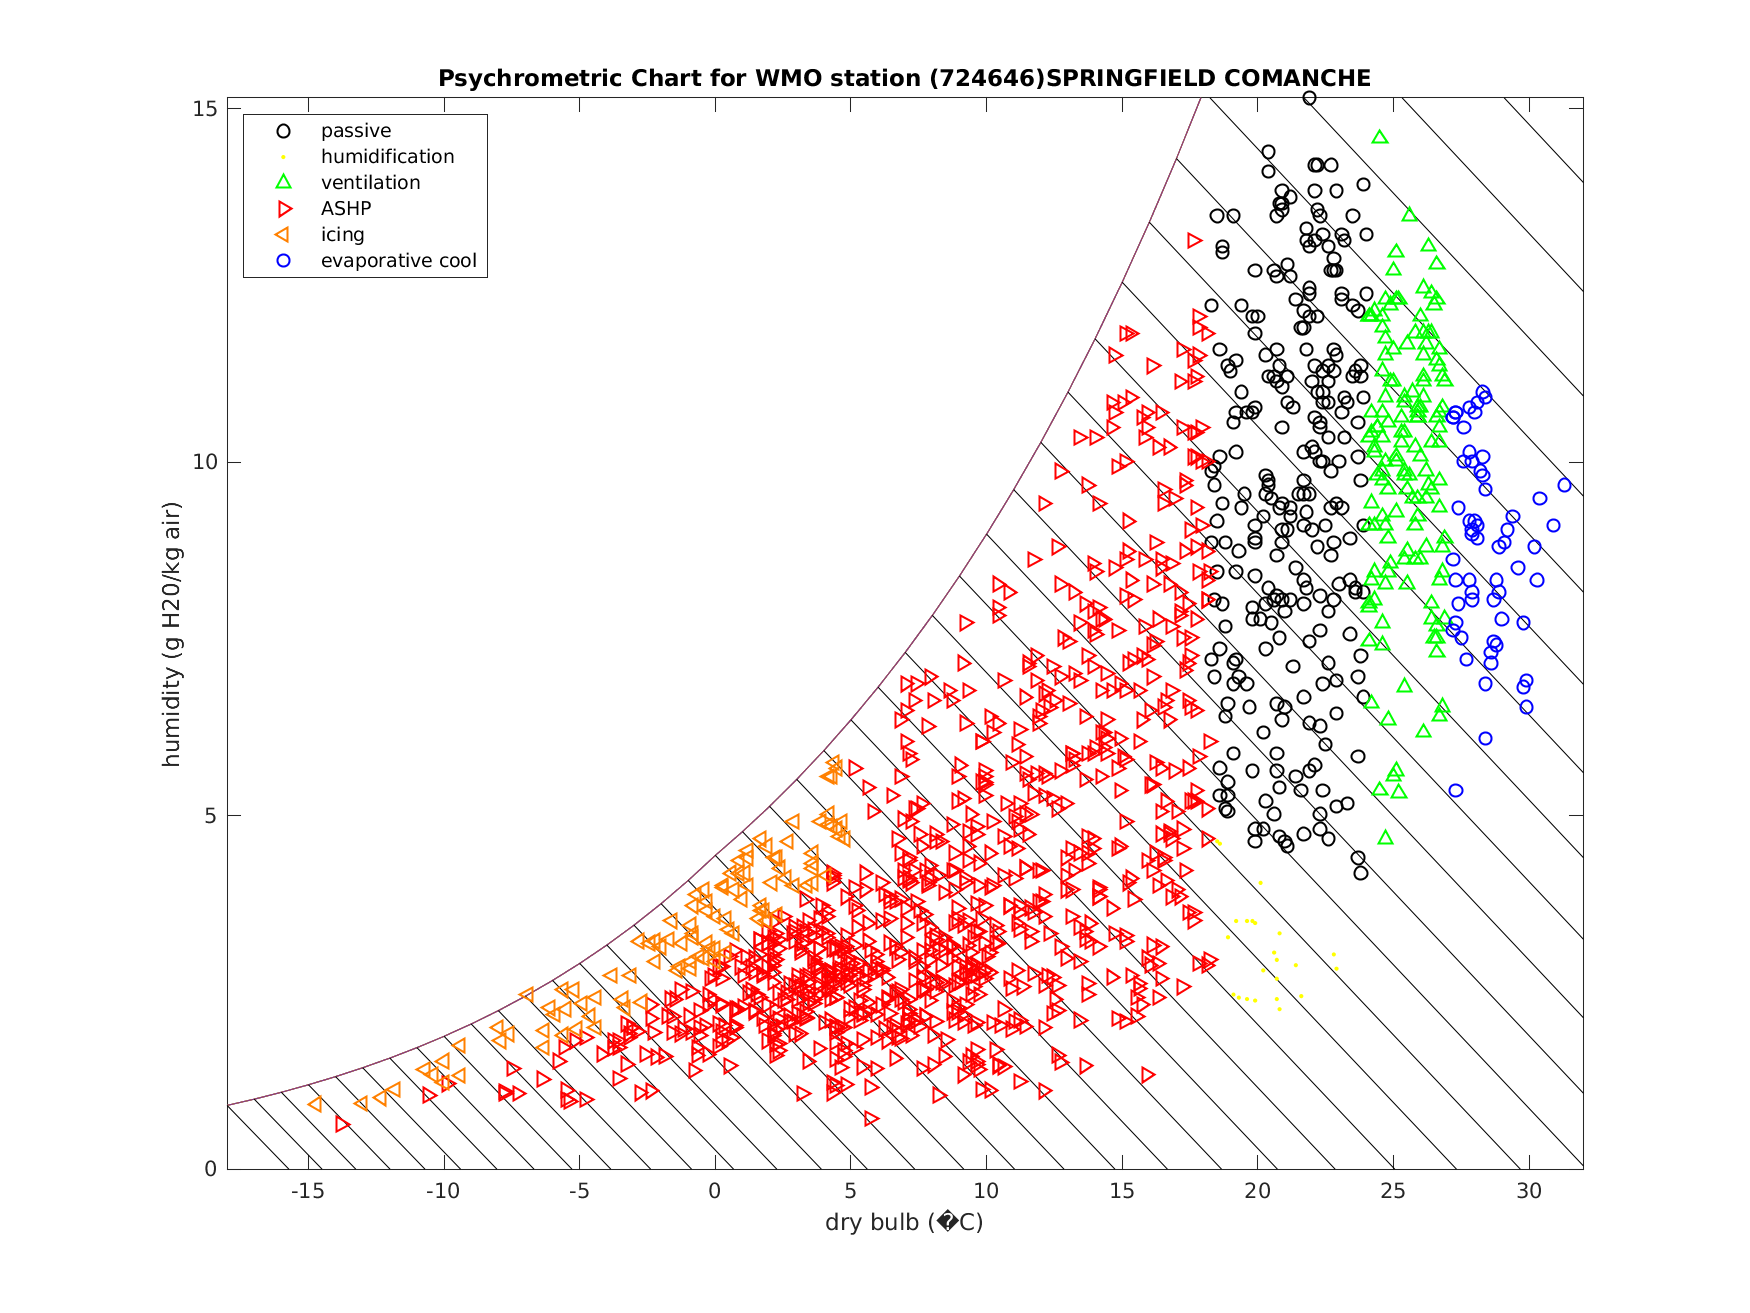 Psychrometric Chart for WMO station (724646)SPRINGFIELD COMANCHE
passive
humidification
ventilation
ASHP
icing
evaporative cool
15
10
5
0
humidity (g H20/kg air)
-15 -10 -5 0 5 10 15 20 25 30
dry bulb (�C)